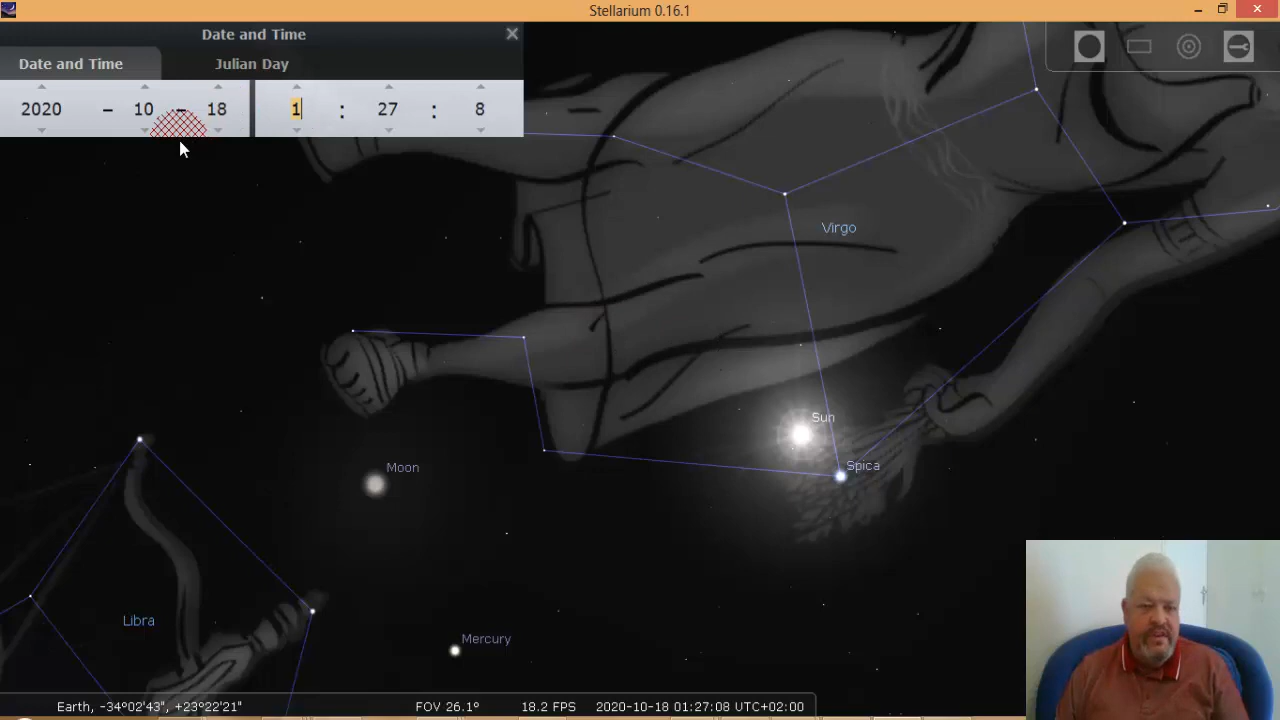 Stellarium 0.16.1
Date and Time
Date and Time Julian Day
2020 - 10 - 18 1 : 27 : 8
Virgo
Sun
Spica
Moon
Libra
Mercury
Earth, -34°02'43", +23°22'21" FOV 26.1° 18.2 FPS 2020-10-18 01:27:08 UTC+02:00